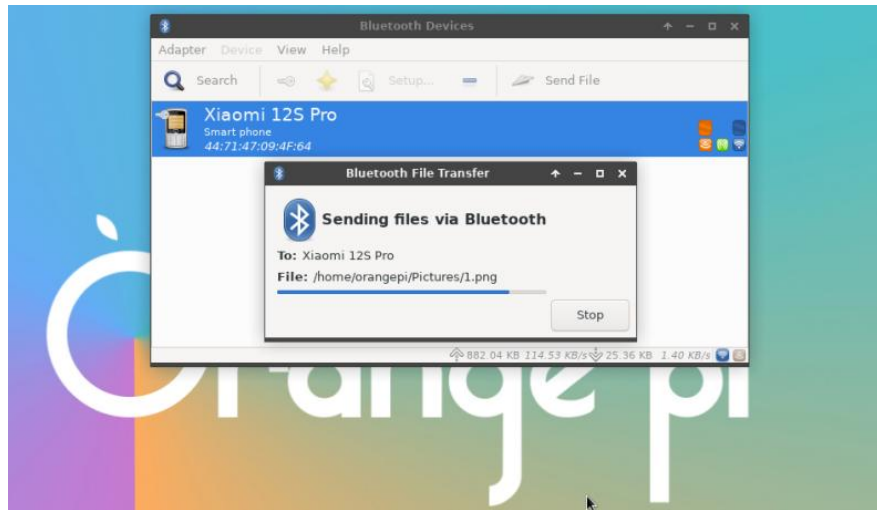 Bluetooth Devices
Adapter Device View Help
Search Setup... Send File
Xiaomi 12S Pro
Smart phone
44:71:47:09:4F:64
Bluetooth File Transfer
Sending files via Bluetooth
To: Xiaomi 12S Pro
File: /home/orangepi/Pictures/1.png
Stop
882.04 KB 114.53 KB/s 25.36 KB 1.40 KB/s
Orange pi